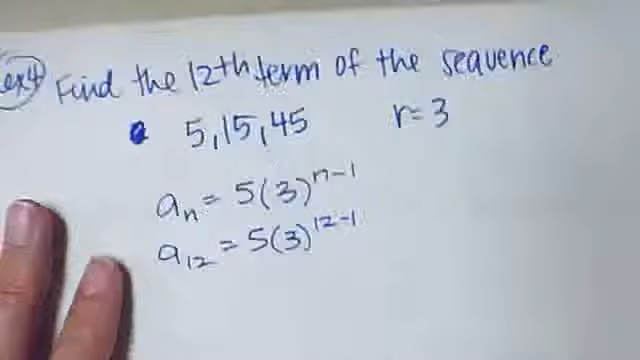 ex4 Find the 12th term of the sequence
5, 15, 45 r=3
aₙ = 5(3)ⁿ⁻¹
a₁₂ = 5(3)¹²⁻¹